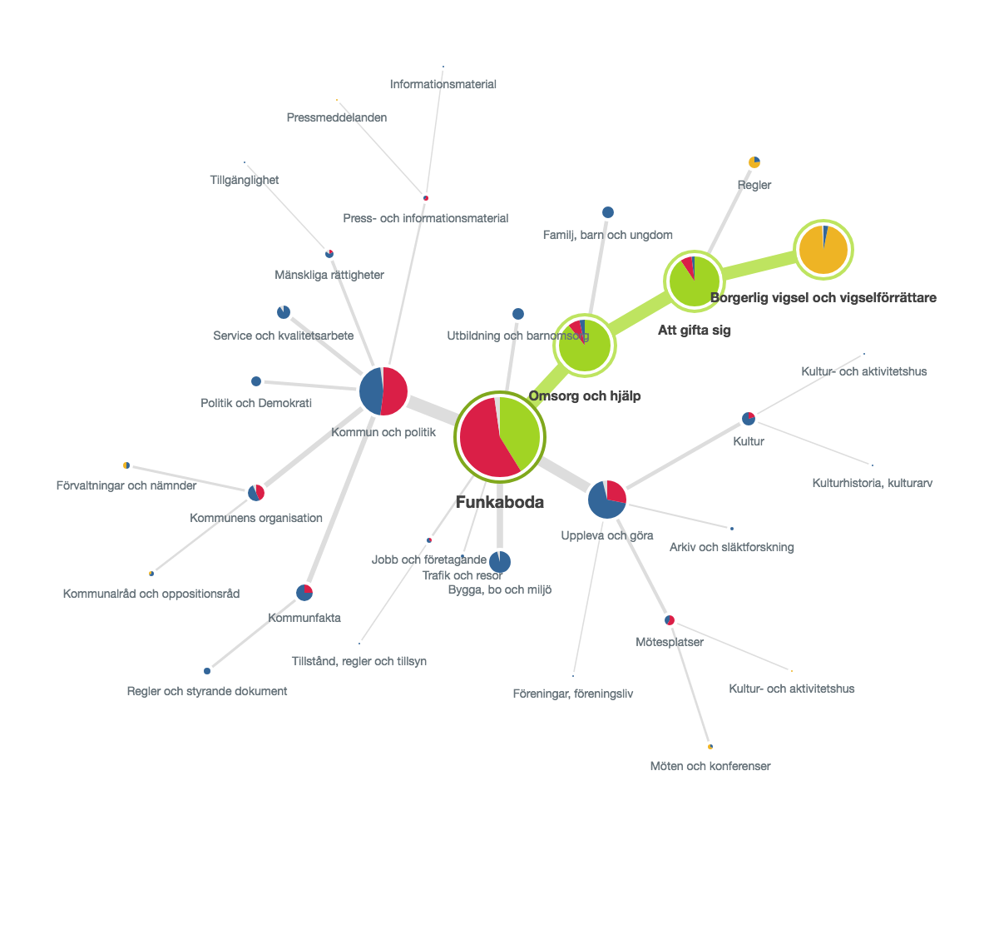 Informationsmaterial
Pressmeddelanden
Tillgänglighet
Regler
Press- och informationsmaterial
Familj, barn och ungdom
Mänskliga rättigheter
Borgerlig vigsel och vigselförrättare
Att gifta sig
Service och kvalitetsarbete
Utbildning och barnomsorg
Kultur- och aktivitetshus
Omsorg och hjälp
Politik och Demokrati
Kommun och politik
Kultur
Kulturhistoria, kulturarv
Förvaltningar och nämnder
Funkaboda
Kommunens organisation
Uppleva och göra
Arkiv och släktforskning
Jobb och företagande
Trafik och resor
Bygga, bo och miljö
Kommunalråd och oppositionsråd
Kommunfakta
Mötesplatser
Tillstånd, regler och tillsyn
Regler och styrande dokument
Föreningar, föreningsliv
Kultur- och aktivitetshus
Möten och konferenser